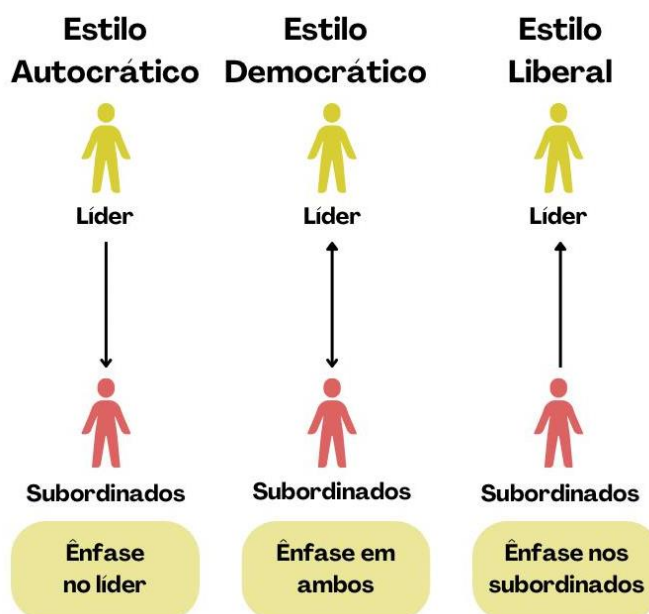 Estilo
Autocrático
Líder
Subordinados
Ênfase
no líder
Estilo
Democrático
Líder
Subordinados
Ênfase em
ambos
Estilo
Liberal
Líder
Subordinados
Ênfase nos
subordinados